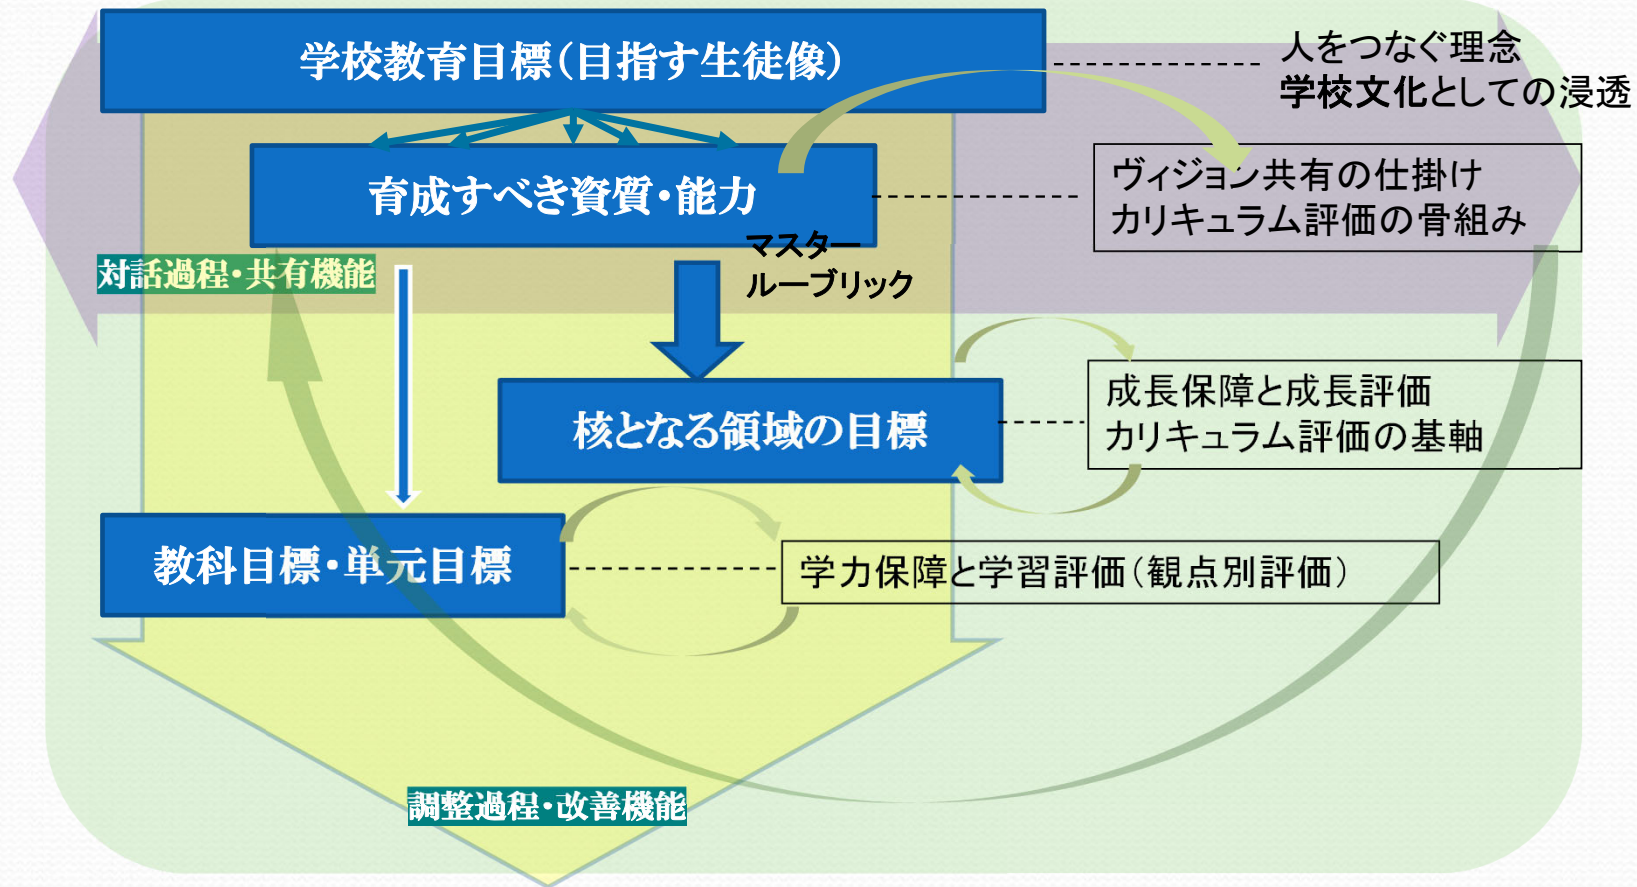 学校教育目標(目指す生徒像)
人をつなぐ理念
学校文化としての浸透
育成すべき資質・能力
ヴィジョン共有の仕掛け
カリキュラム評価の骨組み
マスター
ルーブリック
対話過程・共有機能
核となる領域の目標
成長保障と成長評価
カリキュラム評価の基軸
教科目標・単元目標
学力保障と学習評価(観点別評価)
調整過程・改善機能